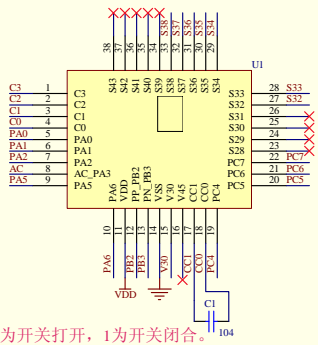 S38 S37 S36 S35 S34
38 37 36 35 34 33 32 31 30 29
U1
S43 S42 S41 S40 S39 S38 S37 S36 S35 S34
C3 1 C3 S33 28 S33
C2 2 C2 S32 27 S32
C1 3 C1 S31 26
C0 4 C0 S30 25
PA0 5 PA0 S29 24
PA1 6 PA1 S28 23
PA2 7 PA2 PC7 22 PC7
AC 8 AC_PA3 PC6 21 PC6
PA5 9 PA5 PC5 20 PC5
PA6 VDD PP_PB2 PN_PB3 VSS V30 V45 CC1 CC0 PC4
10 11 12 13 14 15 16 17 18 19
PA6 PB2 PB3 V30 CC1 CC0 PC4
VDD
C1
104
为开关打开，1为开关闭合。